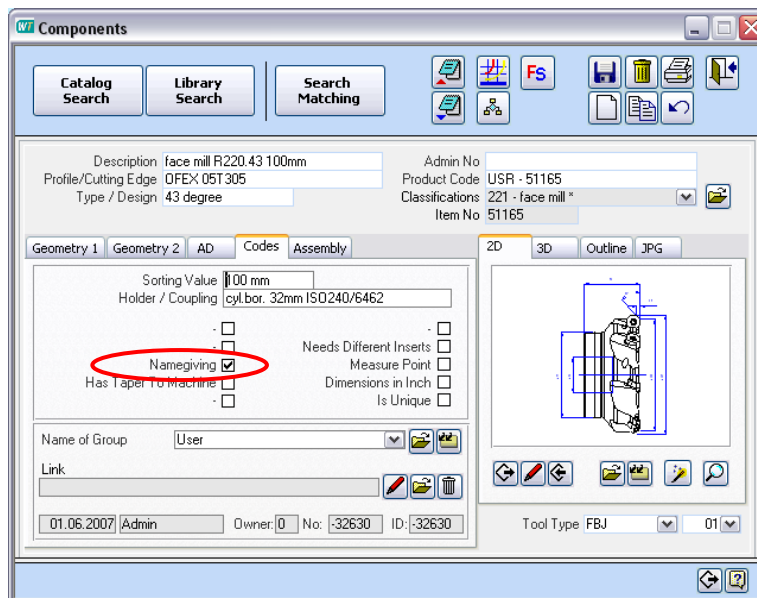 WT Components
Catalog Search
Library Search
Search Matching
FS
Description face mill R220.43 100mm
Profile/Cutting Edge OFEX 05T305
Type / Design 43 degree
Admin No
Product Code USR - 51165
Classifications 221 - face mill *
Item No 51165
Geometry 1 Geometry 2 AD Codes Assembly
Sorting Value 100 mm
Holder / Coupling cyl.bor. 32mm ISO240/6462
- -
- Needs Different Inserts
Namegiving Measure Point
Has Taper To Machine Dimensions in Inch
- Is Unique
Name of Group User
Link
01.06.2007 Admin Owner: 0 No: -32630 ID: -32630
2D 3D Outline JPG
Tool Type FBJ 01